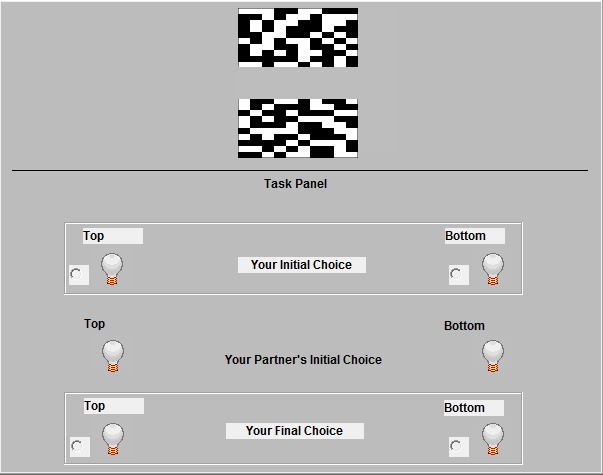 Task Panel
Top
Bottom
Your Initial Choice
Top
Bottom
Your Partner's Initial Choice
Top
Bottom
Your Final Choice